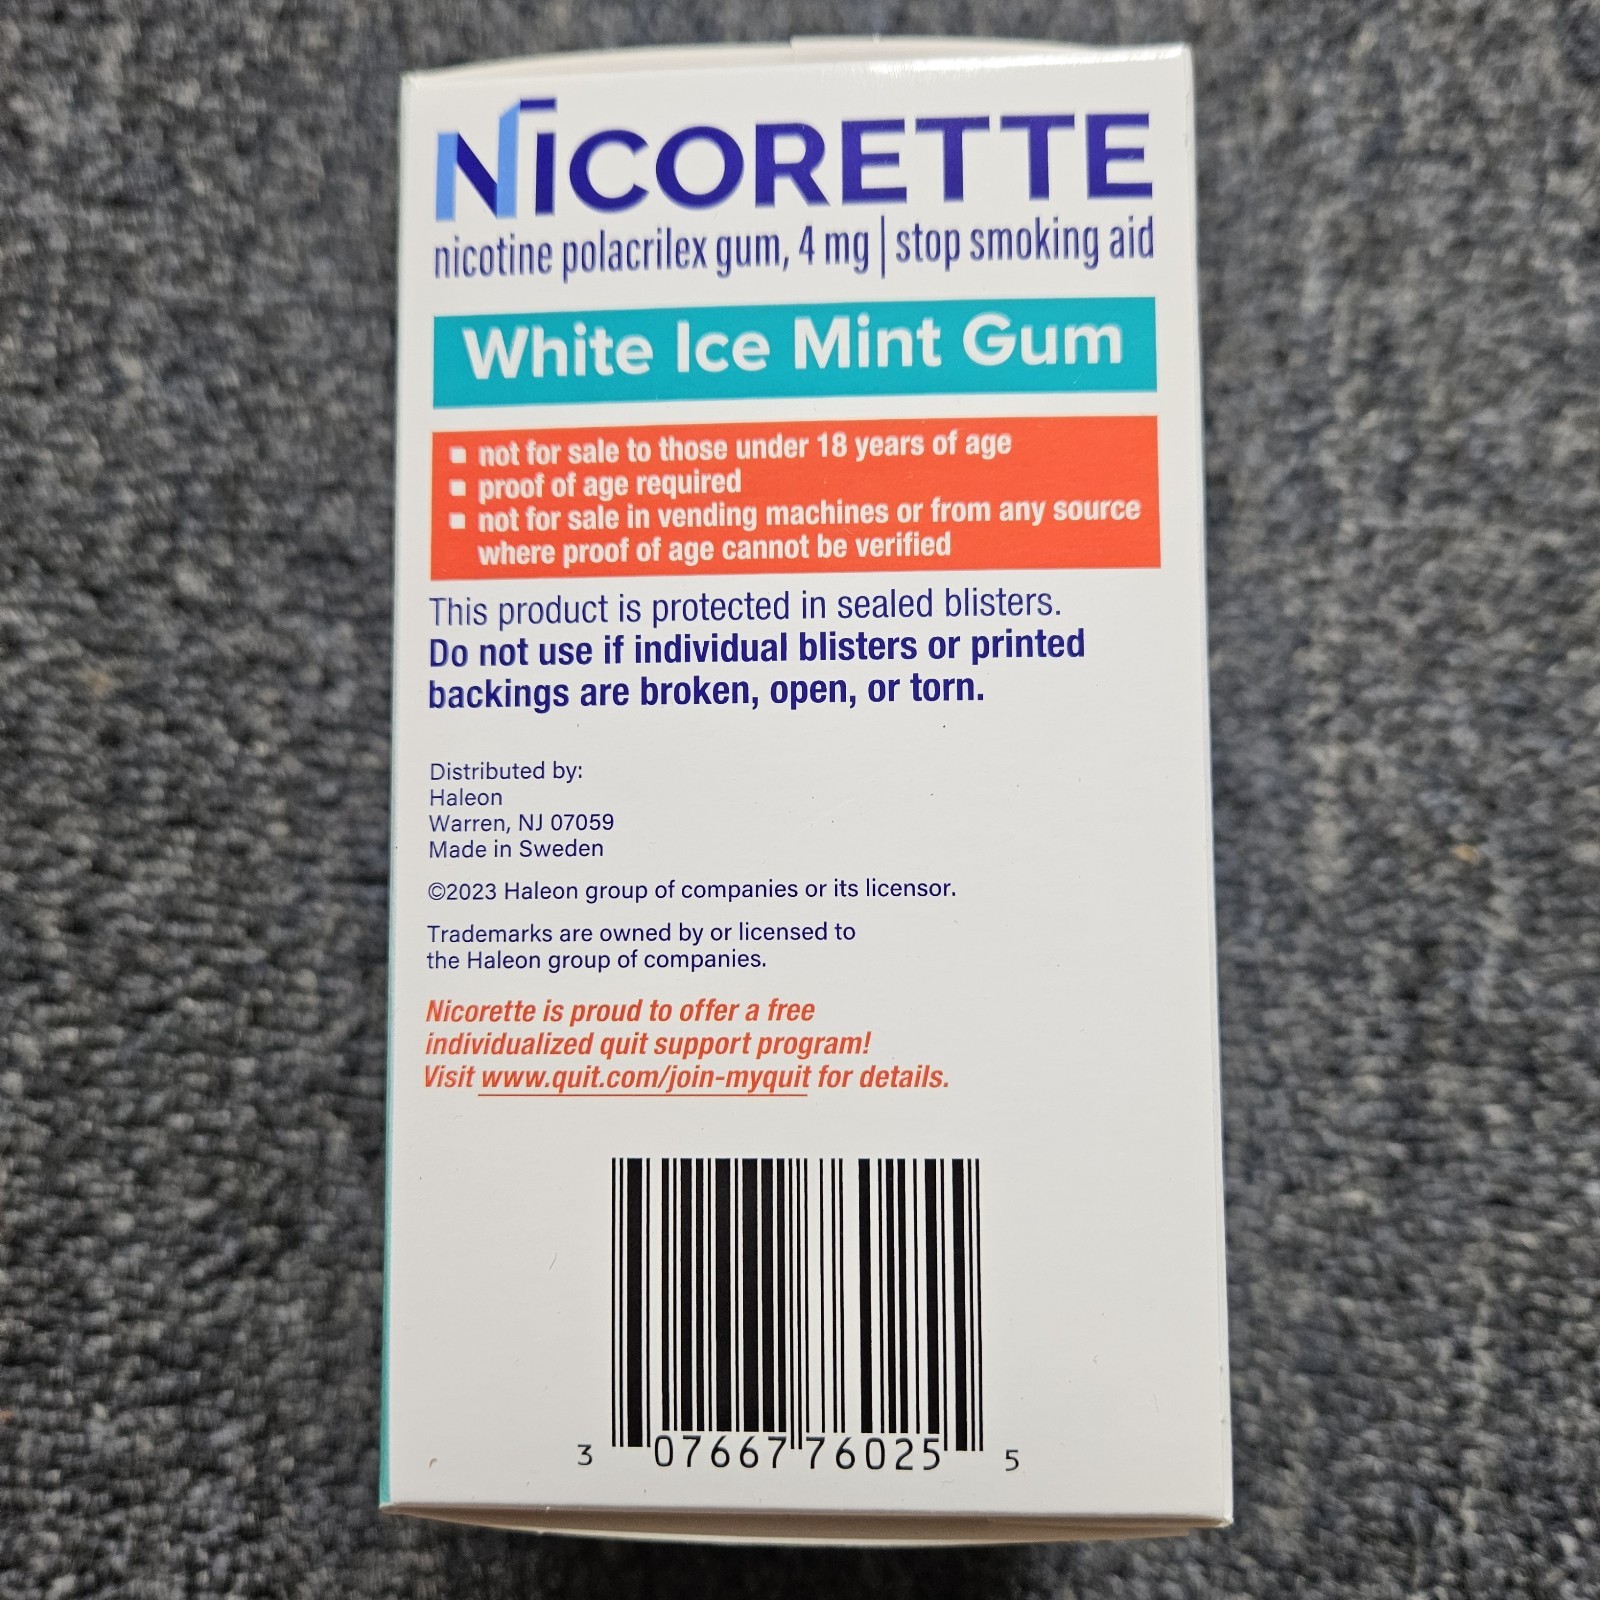 NICORETTE
nicotine polacrilex gum, 4 mg | stop smoking aid
White Ice Mint Gum
▪ not for sale to those under 18 years of age
▪ proof of age required
▪ not for sale in vending machines or from any source
where proof of age cannot be verified
This product is protected in sealed blisters.
Do not use if individual blisters or printed
backings are broken, open, or torn.
Distributed by:
Haleon
Warren, NJ 07059
Made in Sweden
©2023 Haleon group of companies or its licensor.
Trademarks are owned by or licensed to
the Haleon group of companies.
Nicorette is proud to offer a free
individualized quit support program!
Visit www.quit.com/join-myquit for details.
3 07667 76025 5